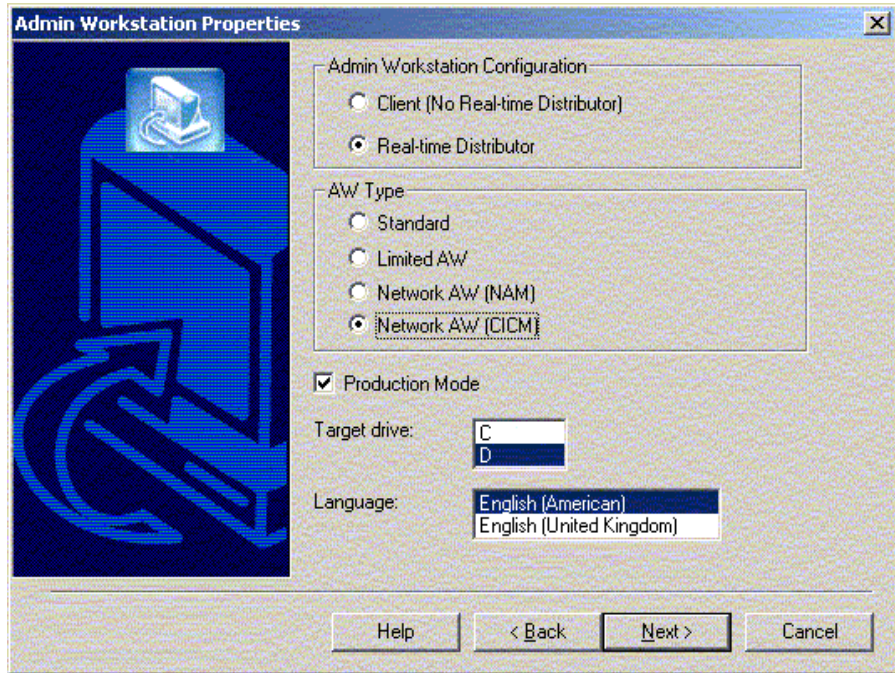 Admin Workstation Properties
Admin Workstation Configuration
Client (No Real-time Distributor)
Real-time Distributor
AW Type
Standard
Limited AW
Network AW (NAM)
Network AW (CICM)
Production Mode
Target drive:
C
D
Language:
English (American)
English (United Kingdom)
Help
< Back
Next >
Cancel